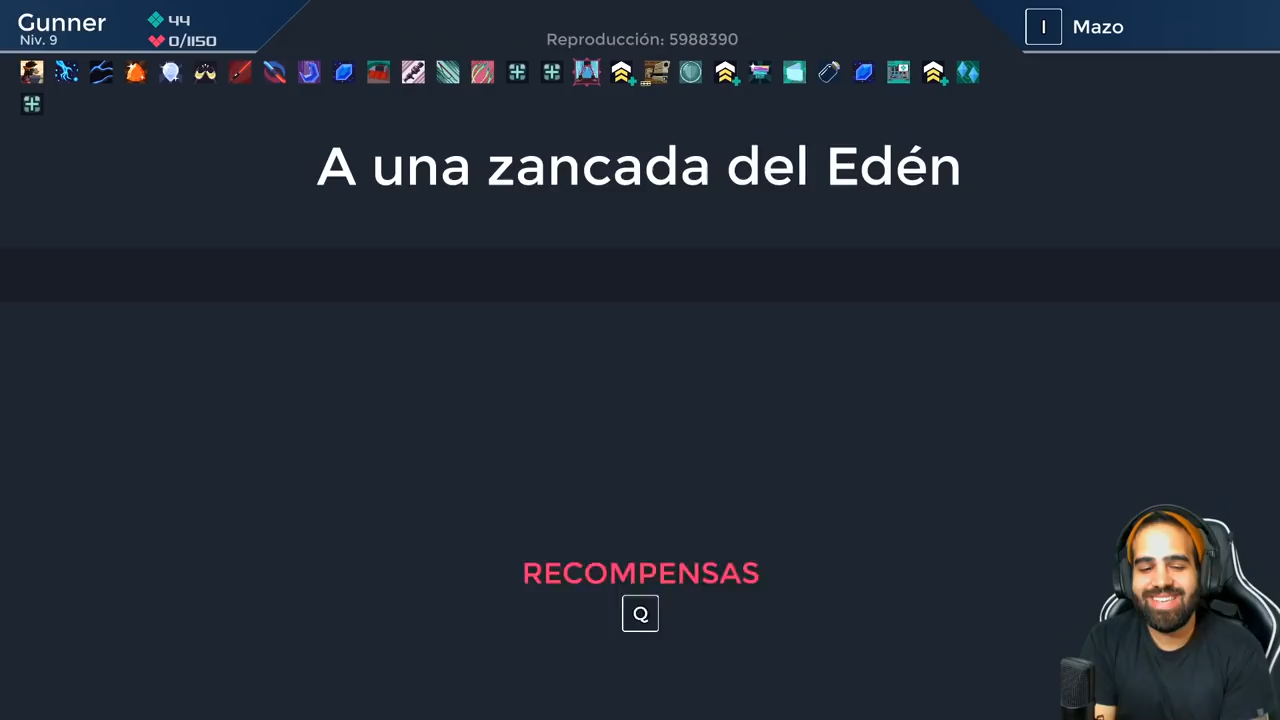 Gunner
Niv. 9
44
0/1150
Reproducción: 5988390
I
Mazo
A una zancada del Edén
RECOMPENSAS
Q